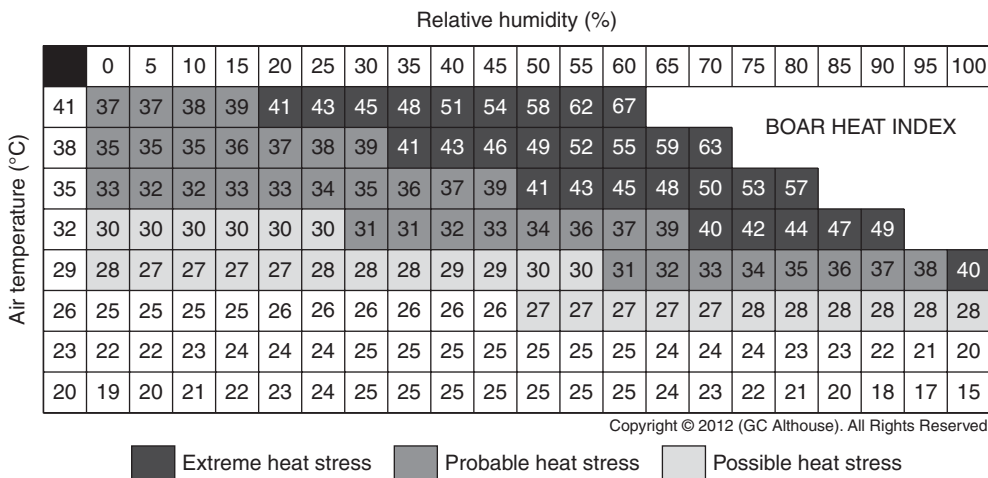 Relative humidity (%)
0 5 10 15 20 25 30 35 40 45 50 55 60 65 70 75 80 85 90 95 100
41 37 37 38 39 41 43 45 48 51 54 58 62 67
BOAR HEAT INDEX
38 35 35 35 36 37 38 39 41 43 46 49 52 55 59 63
35 33 32 32 33 33 34 35 36 37 39 41 43 45 48 50 53 57
32 30 30 30 30 30 30 31 31 32 33 34 36 37 39 40 42 44 47 49
29 28 27 27 27 27 28 28 28 29 29 30 30 31 32 33 34 35 36 37 38 40
26 25 25 25 25 26 26 26 26 26 26 27 27 27 27 27 28 28 28 28 28 28
23 22 22 23 24 24 24 25 25 25 25 25 25 25 24 24 24 23 23 22 21 20
20 19 20 21 22 23 24 25 25 25 25 25 25 25 24 23 22 21 20 18 17 15
Air temperature (°C)
Copyright © 2012 (GC Althouse). All Rights Reserved
Extreme heat stress Probable heat stress Possible heat stress